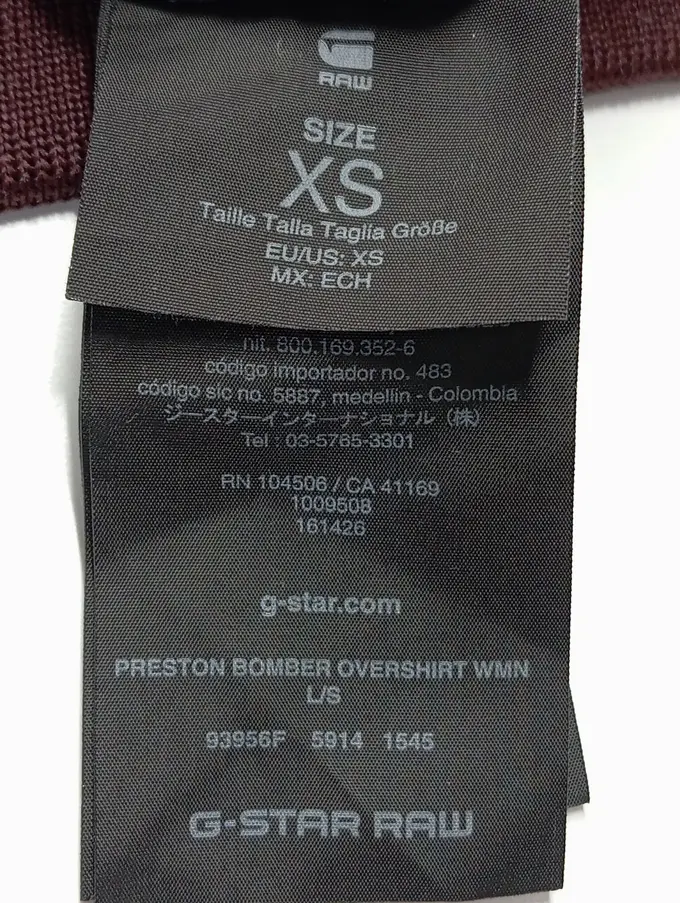 RAW
SIZE
XS
Taille Talla Taglia Größe
EU/US: XS
MX: ECH
nit. 800.169.352-6
código importador no. 483
código sic no. 5887, medellin - Colombia
ジースターインターナショナル（株）
Tel : 03-5765-3301
RN 104506 / CA 41169
1009508
161426
g-star.com
PRESTON BOMBER OVERSHIRT WMN
L/S
93956F 5914 1545
G-STAR RAW